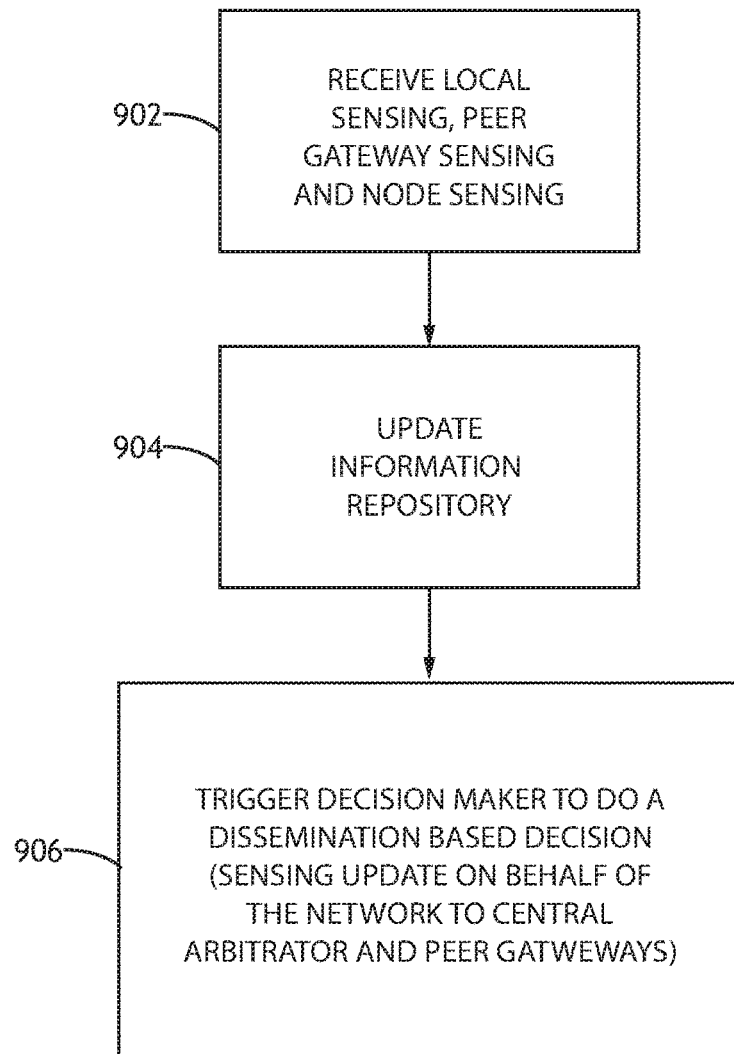 902
RECEIVE LOCAL
SENSING, PEER
GATEWAY SENSING
AND NODE SENSING
904
UPDATE
INFORMATION
REPOSITORY
906
TRIGGER DECISION MAKER TO DO A
DISSEMINATION BASED DECISION
(SENSING UPDATE ON BEHALF OF
THE NETWORK TO CENTRAL
ARBITRATOR AND PEER GATWEWAYS)